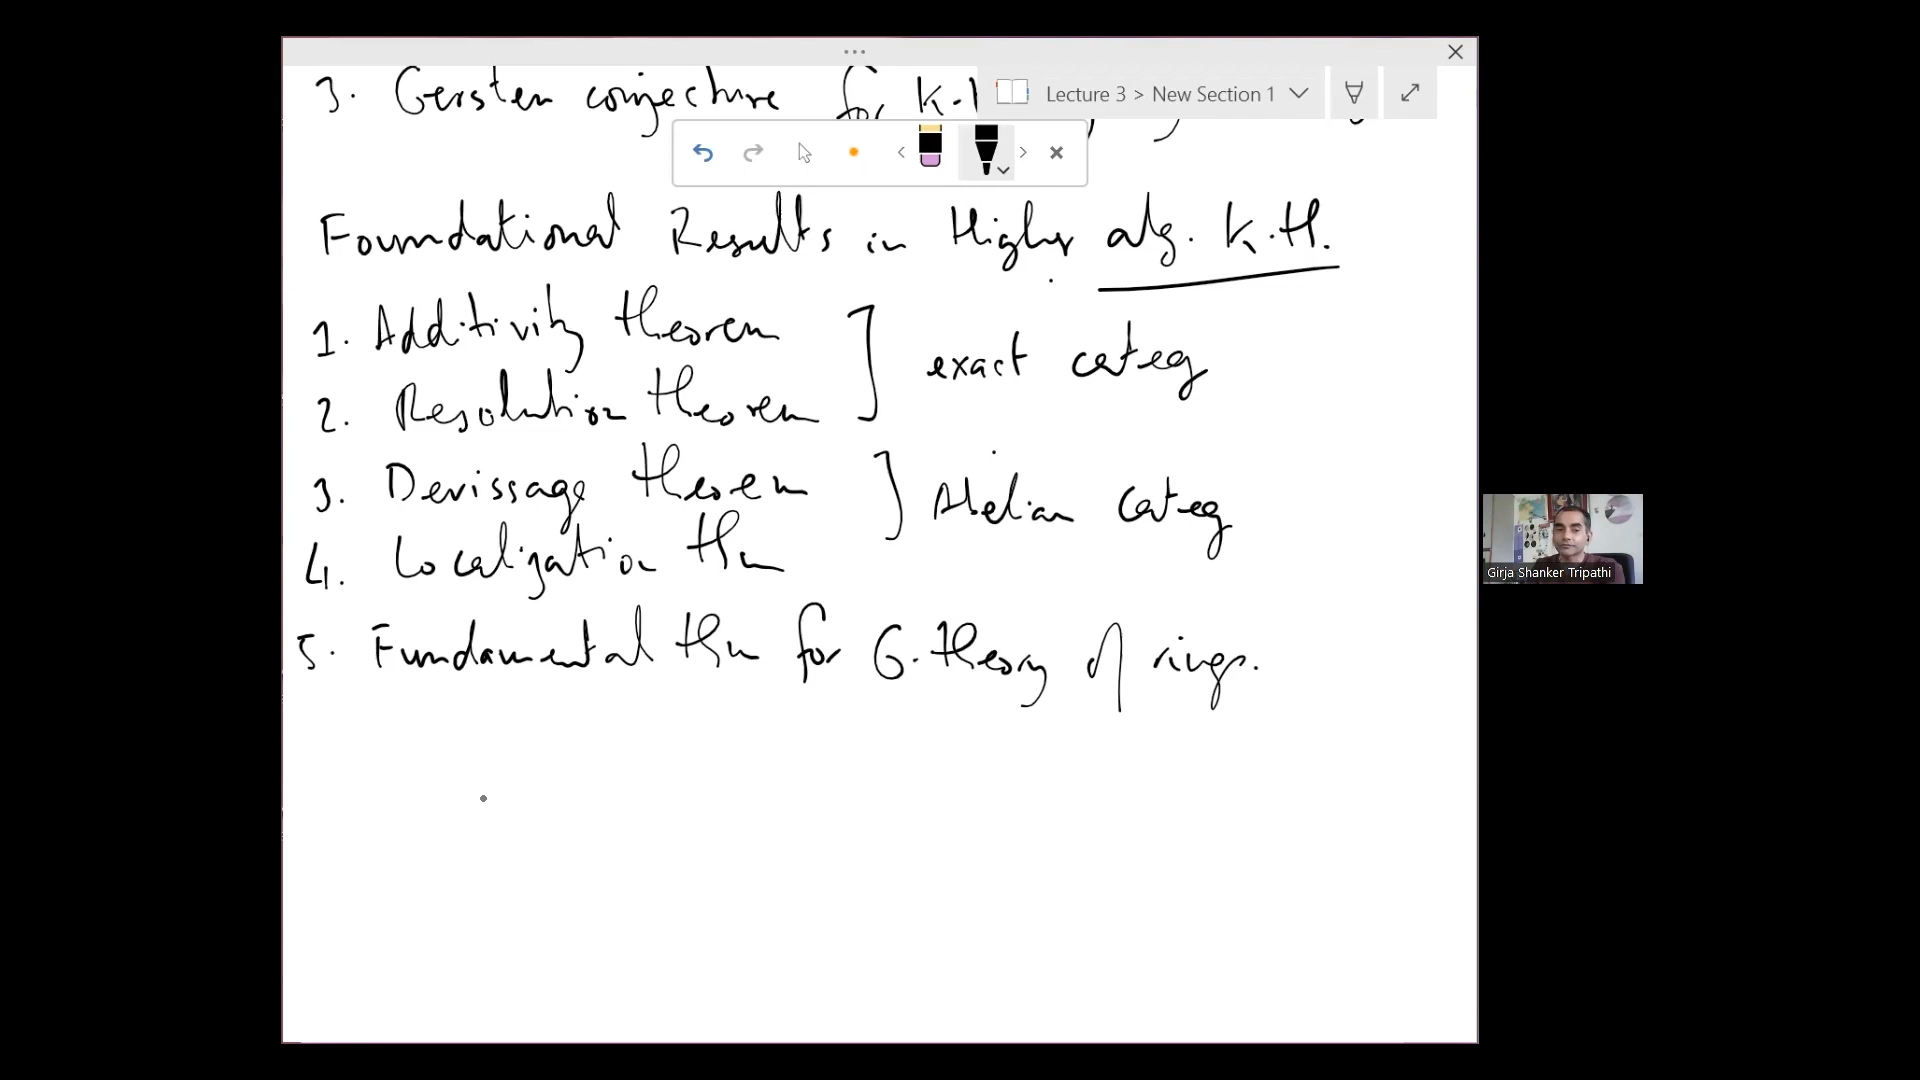 3. Gersten conjecture for K.
Lecture 3 > New Section 1
Foundational Results in Higher alg. K.H.
1. Additivity theorem
2. Resolution theorem
] exact categ
3. Devissage theorem
4. Localization thm
] Abelian categ
5. Fundamental thm for G.theory of rings.
Girja Shanker Tripathi